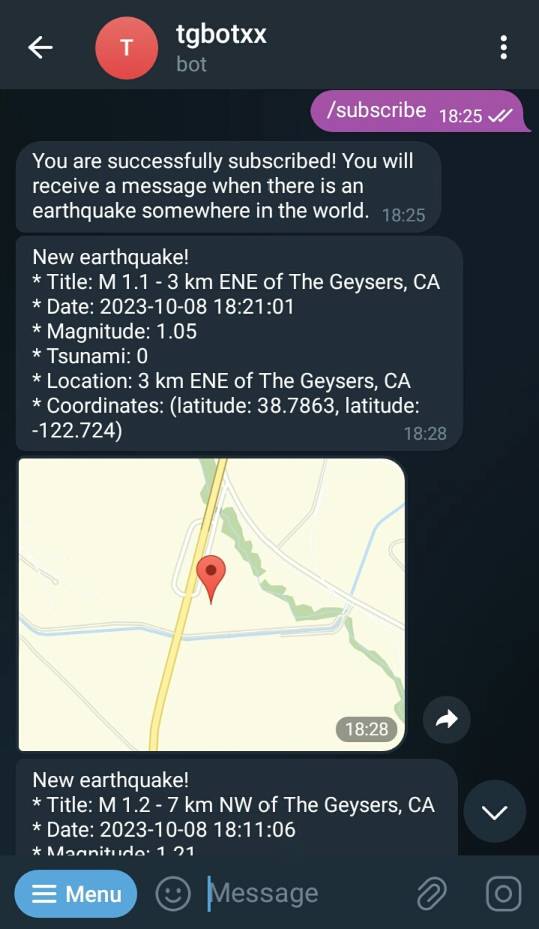 T
tgbotxx
bot
/subscribe 18:25
You are successfully subscribed! You will
receive a message when there is an
earthquake somewhere in the world. 18:25
New earthquake!
* Title: M 1.1 - 3 km ENE of The Geysers, CA
* Date: 2023-10-08 18:21:01
* Magnitude: 1.05
* Tsunami: 0
* Location: 3 km ENE of The Geysers, CA
* Coordinates: (latitude: 38.7863, latitude:
-122.724) 18:28
18:28
New earthquake!
* Title: M 1.2 - 7 km NW of The Geysers, CA
* Date: 2023-10-08 18:11:06
* Magnitude: 1.21
Menu
Message